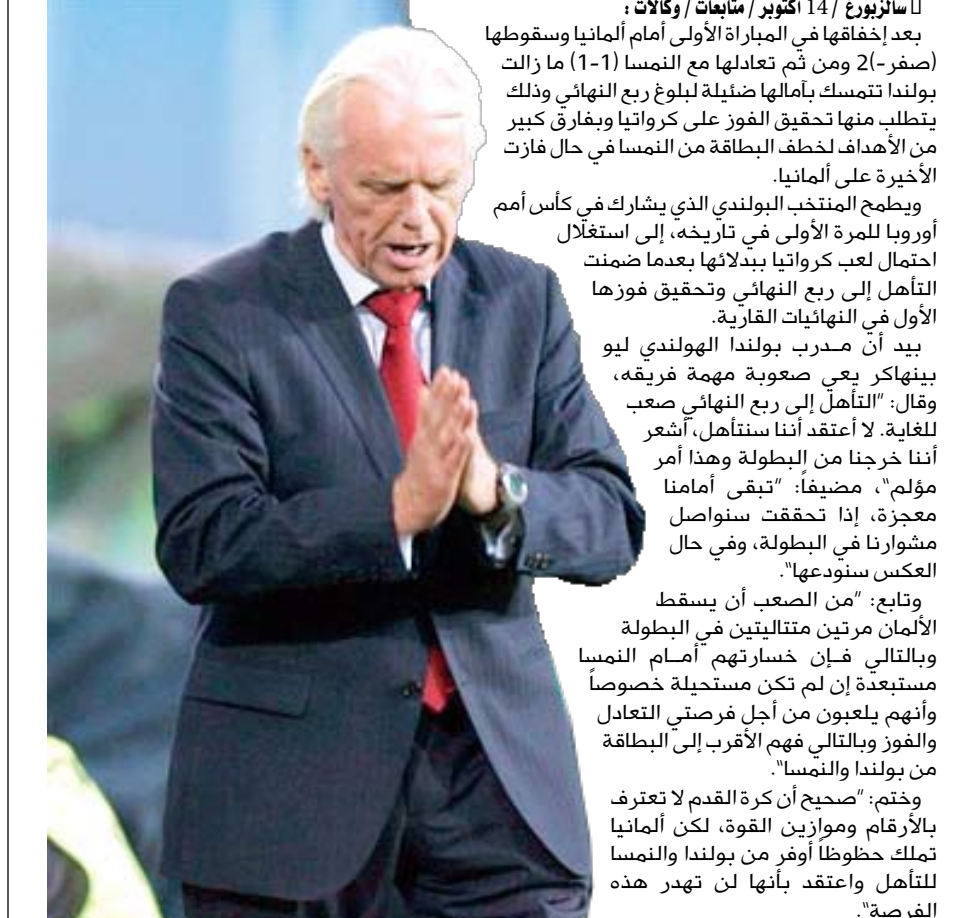 سالزبورغ / 14 أكتوبر / متابعات / وكالات :
بعد إخفاقها في المباراة الأولى أمام ألمانيا وسقوطها
(صفر-)2 ومن ثم تعادلها مع النمسا (1-1) ما زالت
بولندا تتمسك بآمالها ضئيلة لبلوغ ربع النهائي وذلك
يتطلب منها تحقيق الفوز على كرواتيا وبفارق كبير
من الأهداف لخطف البطاقة من النمسا في حال فازت
الأخيرة على ألمانيا.
ويطمح المنتخب البولندي الذي يشارك في كأس أمم
أوروبا للمرة الأولى في تاريخه، إلى استغلال
احتمال لعب كرواتيا ببدلائها بعدما ضمنت
التأهل إلى ربع النهائي وتحقيق فوزها
الأول في النهائيات القارية.
بيد أن مـدرب بولندا الهولندي ليو
بينهاكر يعي صعوبة مهمة فريقه،
وقال: "التأهل إلى ربع النهائي صعب
للغاية. لا أعتقد أننا سنتأهل، أشعر
أننا خرجنا من البطولة وهذا أمر
مؤلم"، مضيفاً: "تبقى أمامنا
معجزة، إذا تحققت سنواصل
مشوارنا في البطولة، وفي حال
العكس سنودعها".
وتابع: "من الصعب أن يسقط
الألمان مرتين متتاليتين في البطولة
وبالتالي فـإن خسارتهم أمـام النمسا
مستبعدة إن لم تكن مستحيلة خصوصاً
وأنهم يلعبون من أجل فرصتي التعادل
والفوز وبالتالي فهم الأقرب إلى البطاقة
من بولندا والنمسا".
وختم: "صحيح أن كرة القدم لا تعترف
بالأرقام وموازين القوة، لكن ألمانيا
تملك حظوظاً أوفر من بولندا والنمسا
للتأهل واعتقد بأنها لن تهدر هذه
الفرصة".